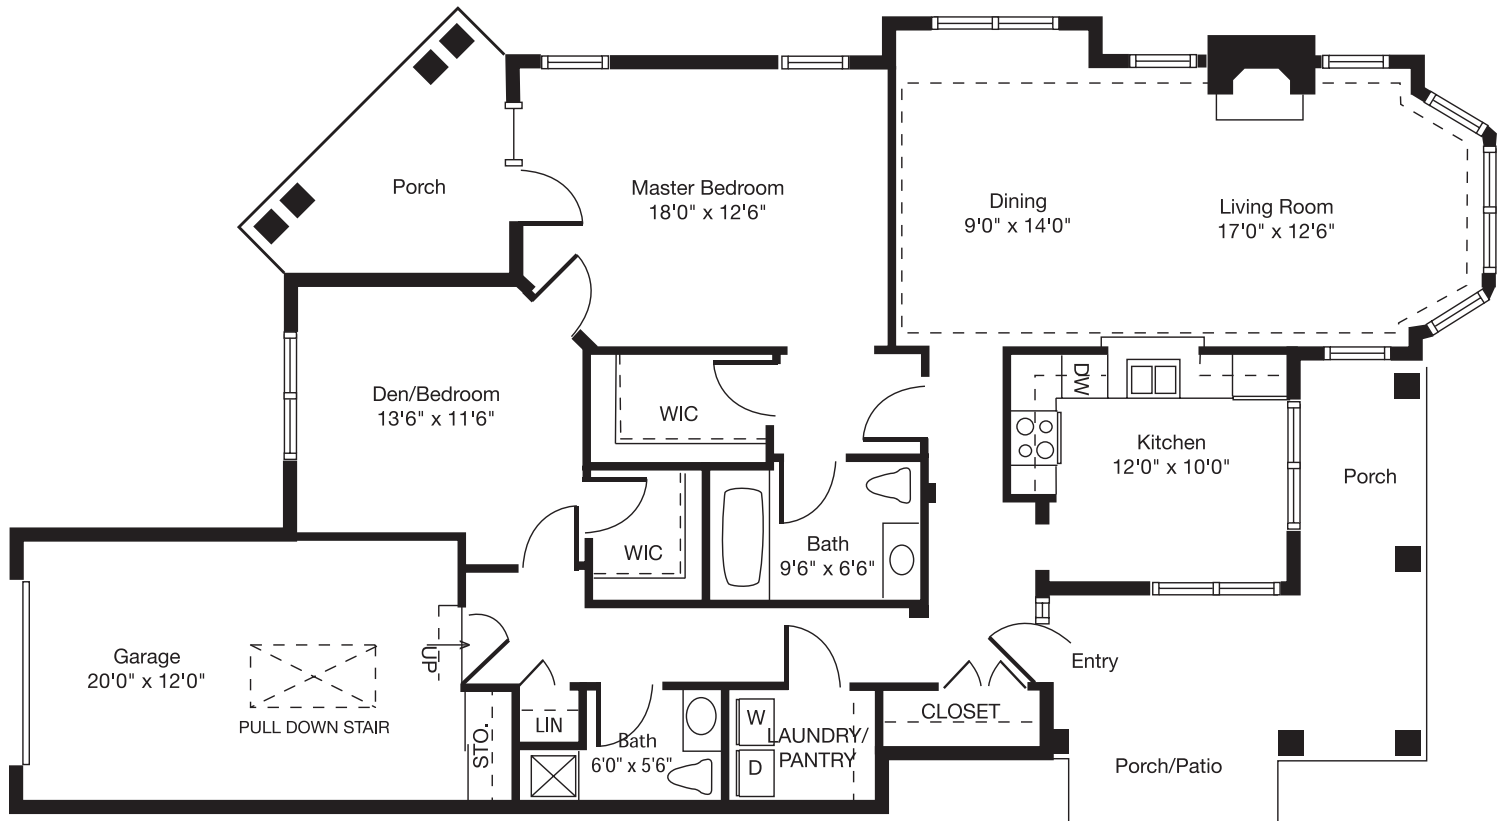 Porch
Master Bedroom
18'0" x 12'6"
Dining
9'0" x 14'0"
Living Room
17'0" x 12'6"
Den/Bedroom
13'6" x 11'6"
WIC
DW
Kitchen
12'0" x 10'0"
Porch
WIC
Bath
9'6" x 6'6"
Garage
20'0" x 12'0"
PULL DOWN STAIR
UP
Entry
STO.
LIN
Bath
6'0" x 5'6"
W
D
LAUNDRY/
PANTRY
CLOSET
Porch/Patio